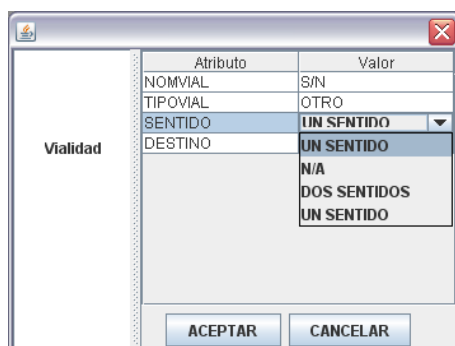 Atributo Valor
NOMVIAL S/N
TIPOVIAL OTRO
SENTIDO UN SENTIDO
Vialidad DESTINO UN SENTIDO
N/A
DOS SENTIDOS
UN SENTIDO
ACEPTAR CANCELAR